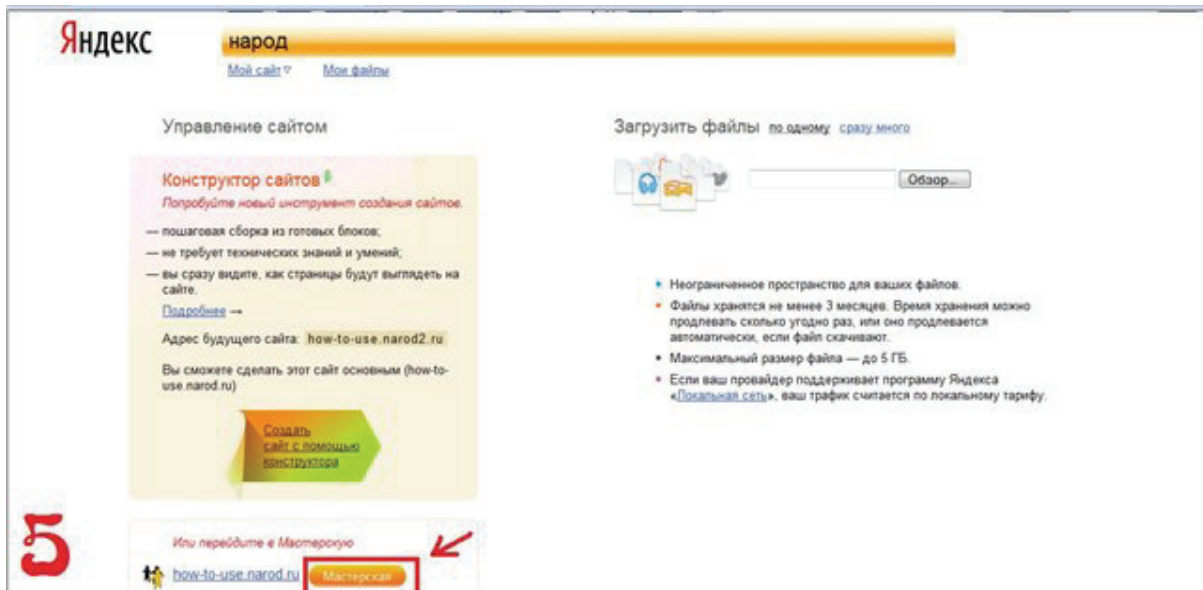 Яндекс
народ
Мой сайт
Мои файлы
Управление сайтом
Конструктор сайтов
Попробуйте новый инструмент создания сайтов.
— пошаговая сборка из готовых блоков;
— не требует технических знаний и умений;
— вы сразу видите, как страницы будут выглядеть на
сайте.
Подробнее →
Адрес будущего сайта: how-to-use.narod2.ru
Вы сможете сделать этот сайт основным (how-to-
use.narod.ru)
Создать
сайт с помощью
конструктора
5
Или перейдите в Мастерскую
how-to-use.narod.ru Мастерская
Загрузить файлы по одному сразу много
Обзор...
• Неограниченное пространство для ваших файлов.
• Файлы хранятся не менее 3 месяцев. Время хранения можно
продлевать сколько угодно раз, или оно продлевается
автоматически, если файл скачивают.
• Максимальный размер файла — до 5 ГБ.
• Если ваш провайдер поддерживает программу Яндекса
«Локальная сеть», ваш трафик считается по локальному тарифу.